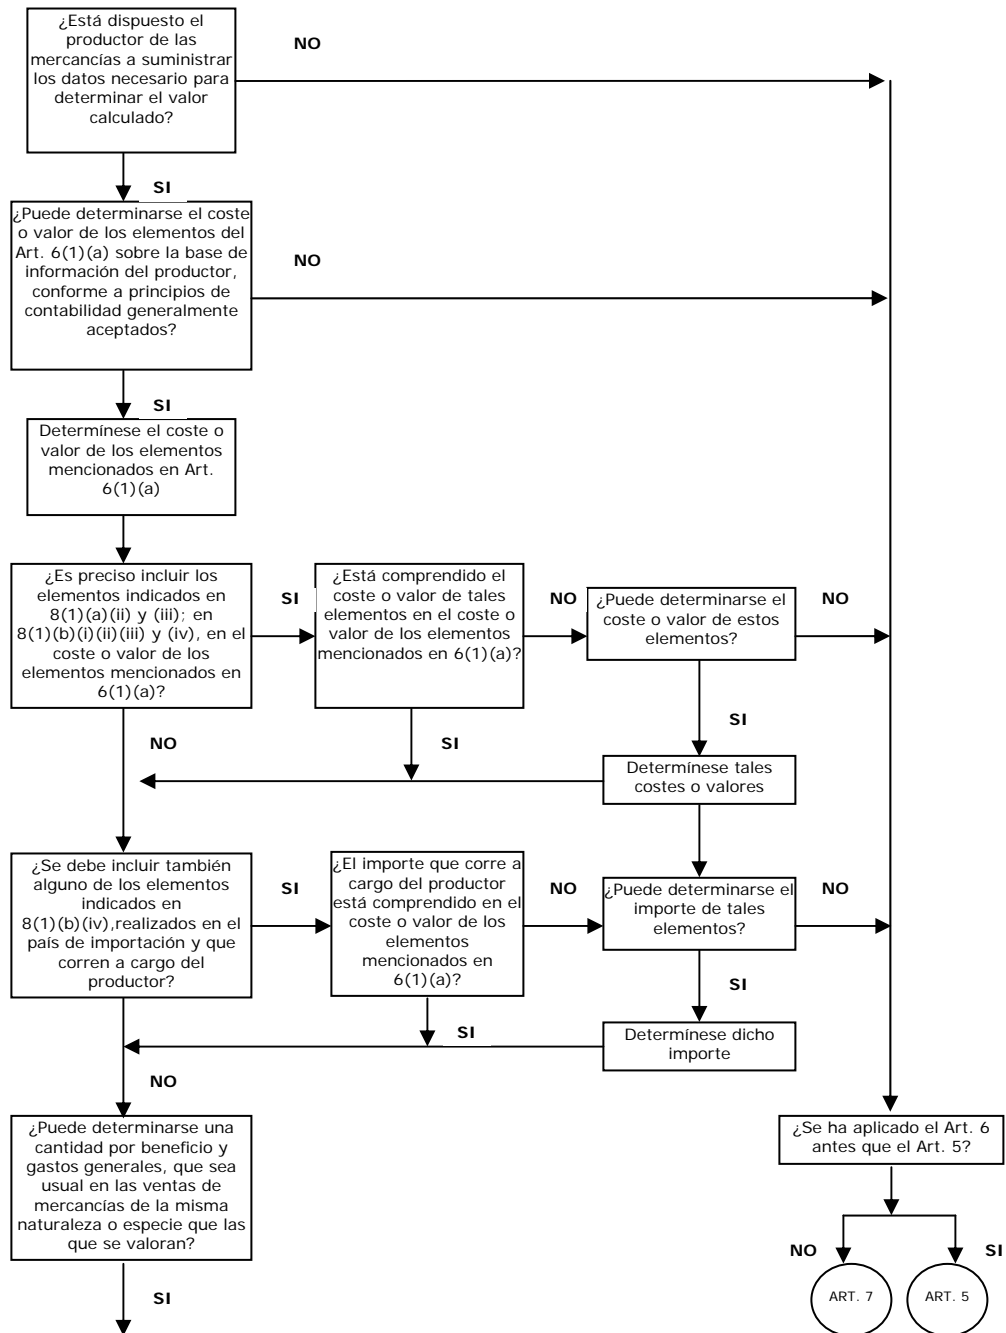 ¿Está dispuesto el
productor de las
mercancías a suministrar
los datos necesario para
determinar el valor
calculado?
NO
SI
¿Puede determinarse el coste
o valor de los elementos del
Art. 6(1)(a) sobre la base de
información del productor,
conforme a principios de
contabilidad generalmente
aceptados?
NO
SI
Determínese el coste o
valor de los elementos
mencionados en Art.
6(1)(a)
¿Es preciso incluir los
elementos indicados en
8(1)(a)(ii) y (iii); en
8(1)(b)(i)(ii)(iii) y (iv), en el
coste o valor de los
elementos mencionados en
6(1)(a)?
SI
¿Está comprendido el
coste o valor de tales
elementos en el coste o
valor de los elementos
mencionados en 6(1)(a)?
NO
¿Puede determinarse el
coste o valor de estos
elementos?
NO
NO
SI
SI
Determínese tales
costes o valores
¿Se debe incluir también
alguno de los elementos
indicados en
8(1)(b)(iv),realizados en el
país de importación y que
corren a cargo del
productor?
SI
¿El importe que corre a
cargo del productor
está comprendido en el
coste o valor de los
elementos
mencionados en
6(1)(a)?
NO
¿Puede determinarse el
importe de tales
elementos?
NO
SI
SI
Determínese dicho
importe
NO
¿Puede determinarse una
cantidad por beneficio y
gastos generales, que sea
usual en las ventas de
mercancías de la misma
naturaleza o especie que las
que se valoran?
SI
¿Se ha aplicado el Art. 6
antes que el Art. 5?
NO
SI
ART. 7
ART. 5